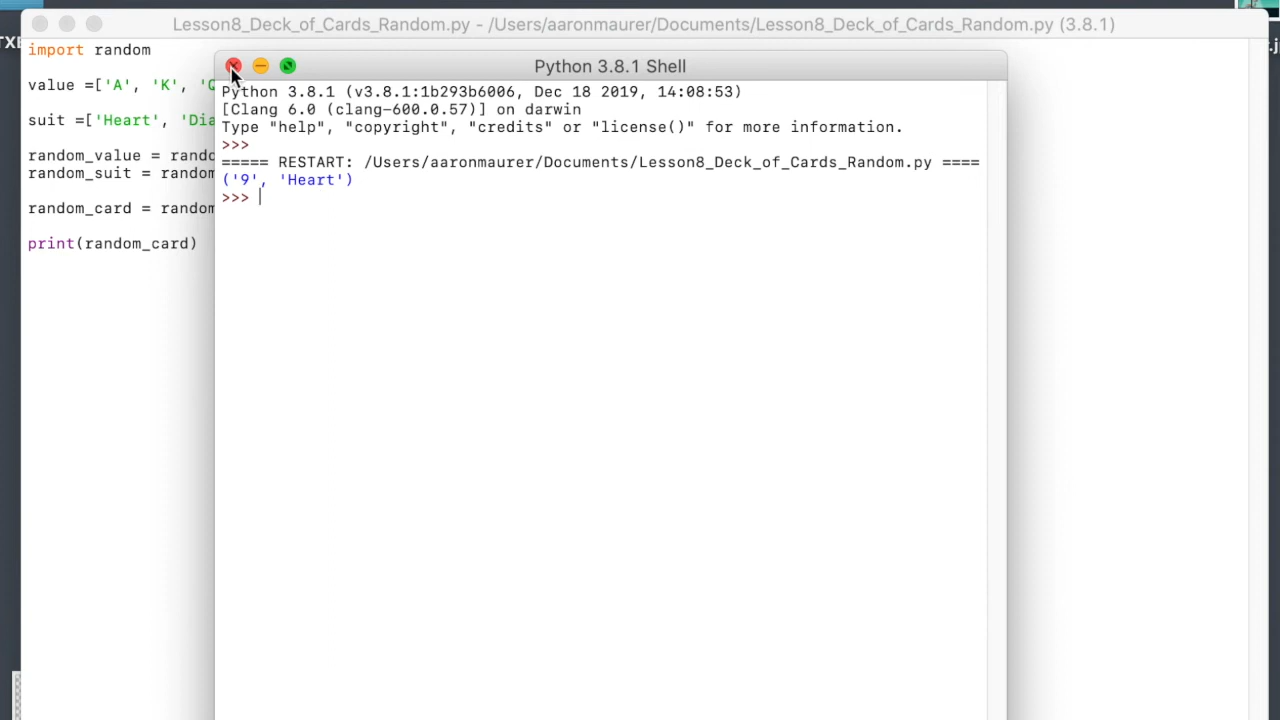 Lesson8_Deck_of_Cards_Random.py - /Users/aaronmaurer/Documents/Lesson8_Deck_of_Cards_Random.py (3.8.1)
import random
value =['A', 'K', 'Q
suit =['Heart', 'Dia
random_value = rando
random_suit = random
random_card = random
print(random_card)
Python 3.8.1 Shell
Python 3.8.1 (v3.8.1:1b293b6006, Dec 18 2019, 14:08:53)
[Clang 6.0 (clang-600.0.57)] on darwin
Type "help", "copyright", "credits" or "license()" for more information.
>>>
===== RESTART: /Users/aaronmaurer/Documents/Lesson8_Deck_of_Cards_Random.py ====
('9', 'Heart')
>>>